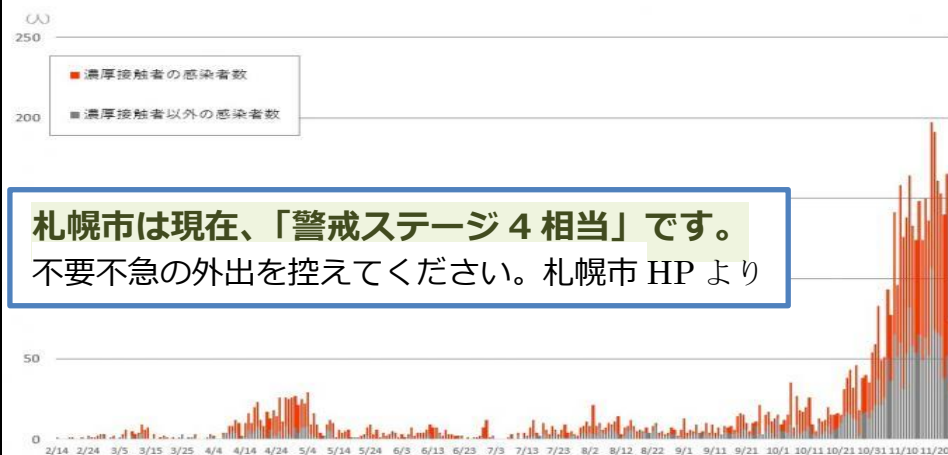 (人)
250
■濃厚接触者の感染者数
■濃厚接触者以外の感染者数
200
札幌市は現在、「警戒ステージ 4 相当」です。
不要不急の外出を控えてください。札幌市 HP より
50
0
2/14 2/24 3/5 3/15 3/25 4/4 4/14 4/24 5/4 5/14 5/24 6/3 6/13 6/23 7/3 7/13 7/23 8/2 8/12 8/22 9/1 9/11 9/21 10/1 10/11 10/21 10/31 11/10